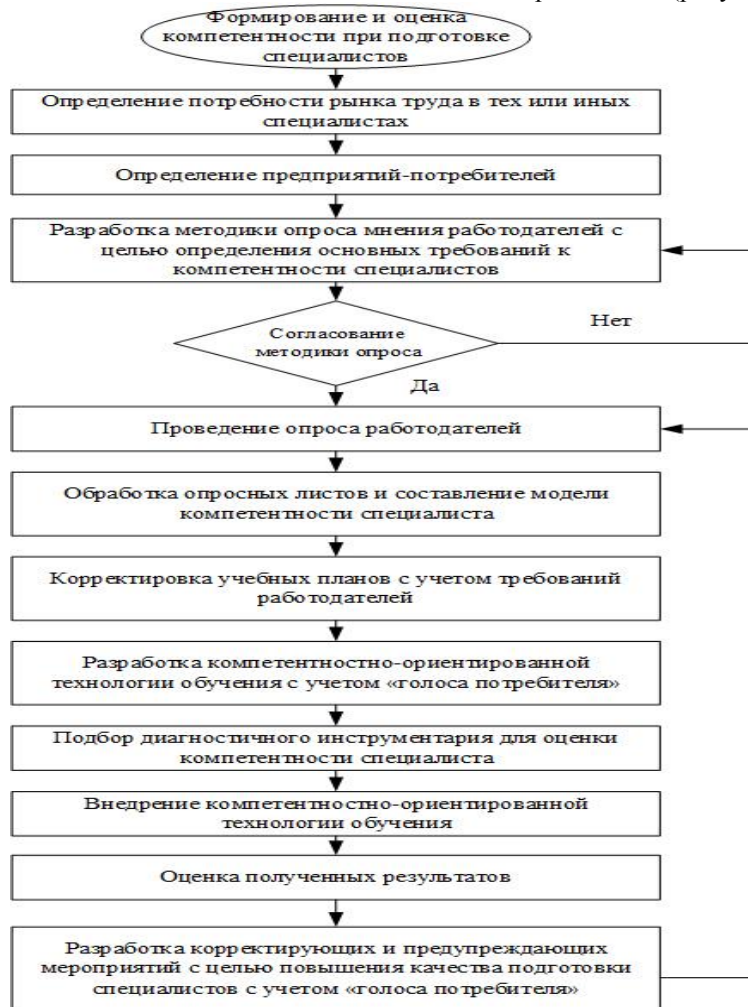 Формирование и оценка
компетентности при подготовке
специалистов
Определение потребности рынка труда в тех или иных
специалистах
Определение предприятий-потребителей
Разработка методики опроса мнения работодателей с
целью определения основных требований к
компетентности специалистов
Согласование
методики опроса
Нет
Да
Проведение опроса работодателей
Обработка опросных листов и составление модели
компетентности специалиста
Корректировка учебных планов с учетом требований
работодателей
Разработка компетентностно-ориентированной
технологии обучения с учетом «голоса потребителя»
Подбор диагностичного инструментария для оценки
компетентности специалиста
Внедрение компетентностно-ориентированной
технологии обучения
Оценка полученных результатов
Разработка корректирующих и предупреждающих
мероприятий с целью повышения качества подготовки
специалистов с учетом «голоса потребителя»